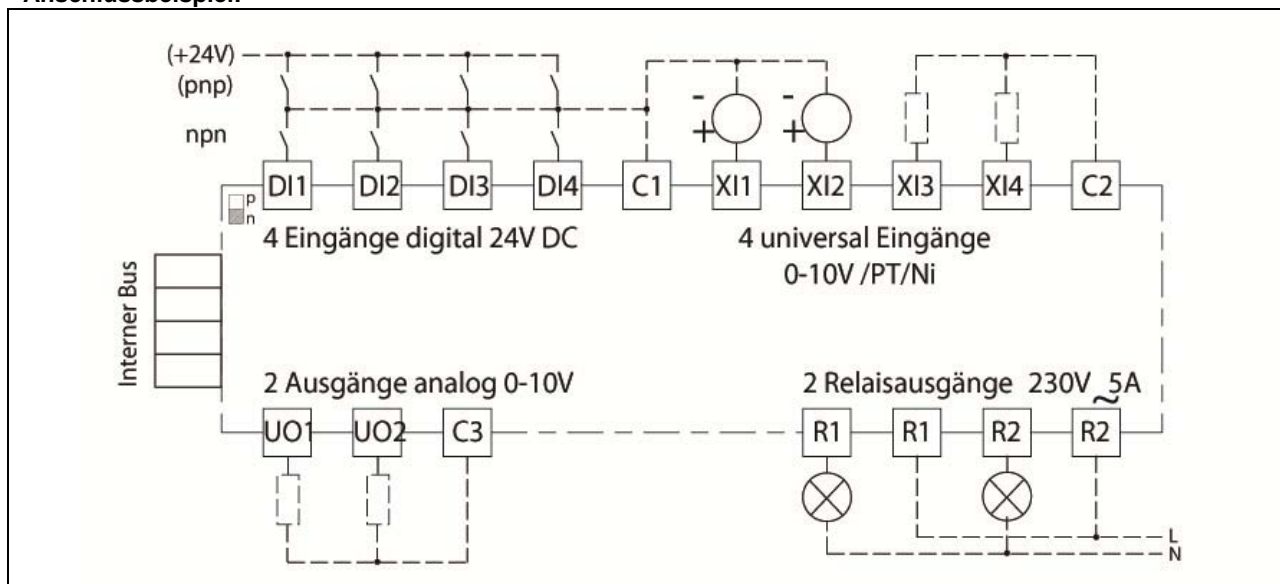 Anschlussbeispiel:
(+24V)
(pnp)
npn
- -
+ +
DI1 DI2 DI3 DI4 C1 XI1 XI2 XI3 XI4 C2
p
n
4 Eingänge digital 24V DC
4 universal Eingänge
0-10V /PT/Ni
Interner Bus
2 Ausgänge analog 0-10V
2 Relaisausgänge 230V ~ 5A
UO1 UO2 C3 R1 R1 R2 R2
L
N